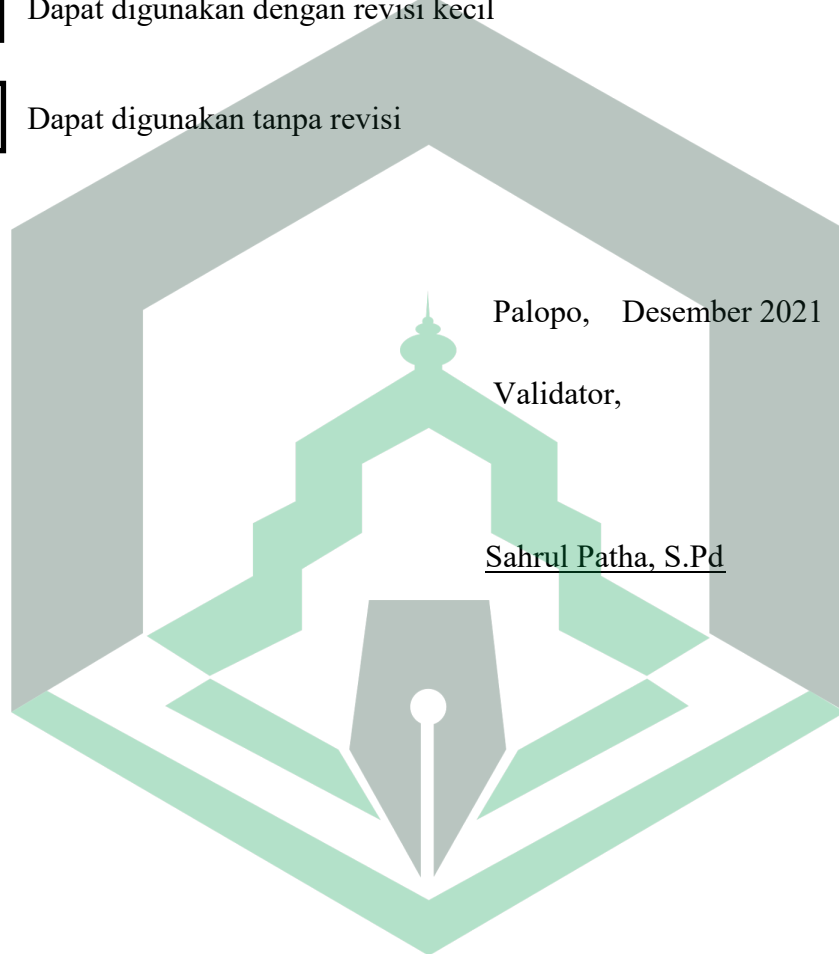 Dapat digunakan dengan revisi kecil
Dapat digunakan tanpa revisi
Palopo, Desember 2021
Validator,
Sahrul Patha, S.Pd